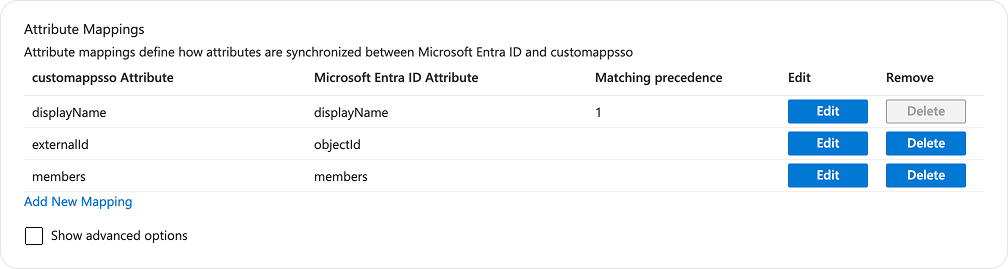 Attribute Mappings
Attribute mappings define how attributes are synchronized between Microsoft Entra ID and customappsso
customappsso Attribute Microsoft Entra ID Attribute Matching precedence Edit Remove
displayName displayName 1 Edit Delete
externalId objectId Edit Delete
members members Edit Delete
Add New Mapping
Show advanced options